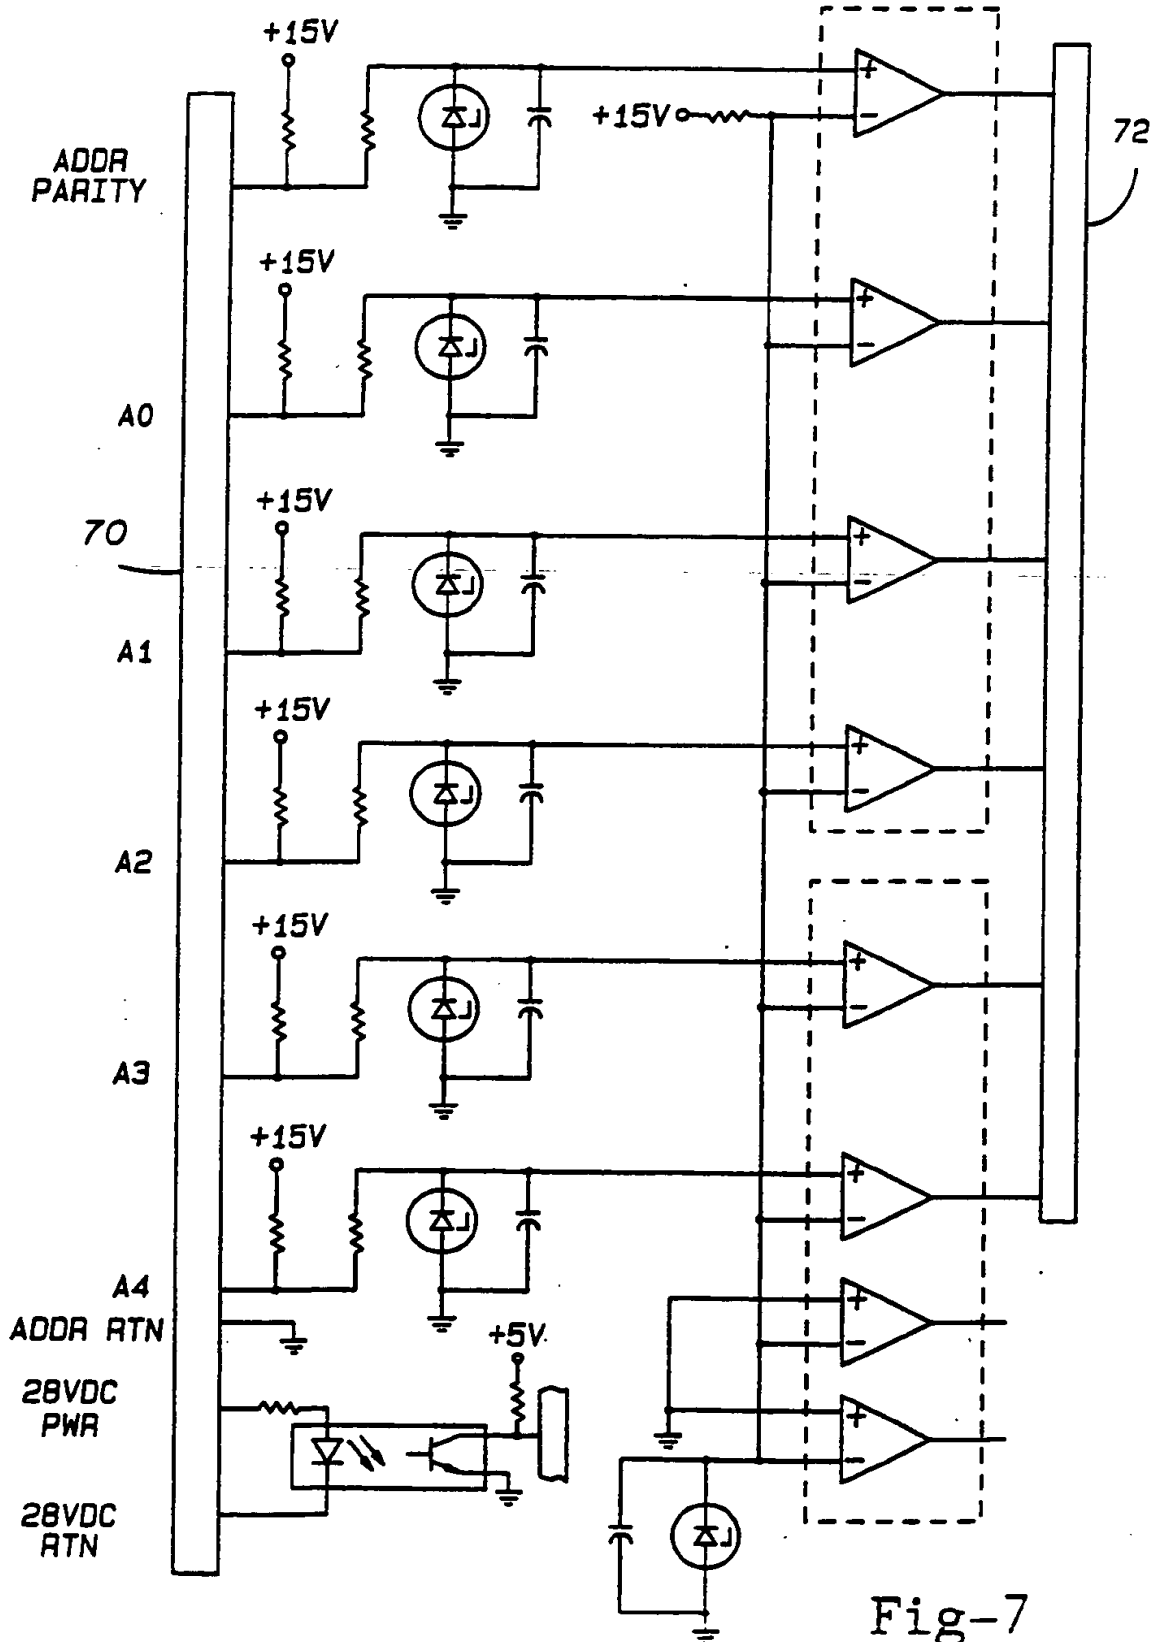 +15V
+15V
72
ADDR
PARITY
+
-
+15V
+
-
A0
+15V
70
+
-
A1
+15V
+
-
A2
+15V
+
-
A3
+15V
+
-
A4
ADDR RTN
+5V
+
-
28VDC
PWR
+
-
28VDC
RTN
Fig-7